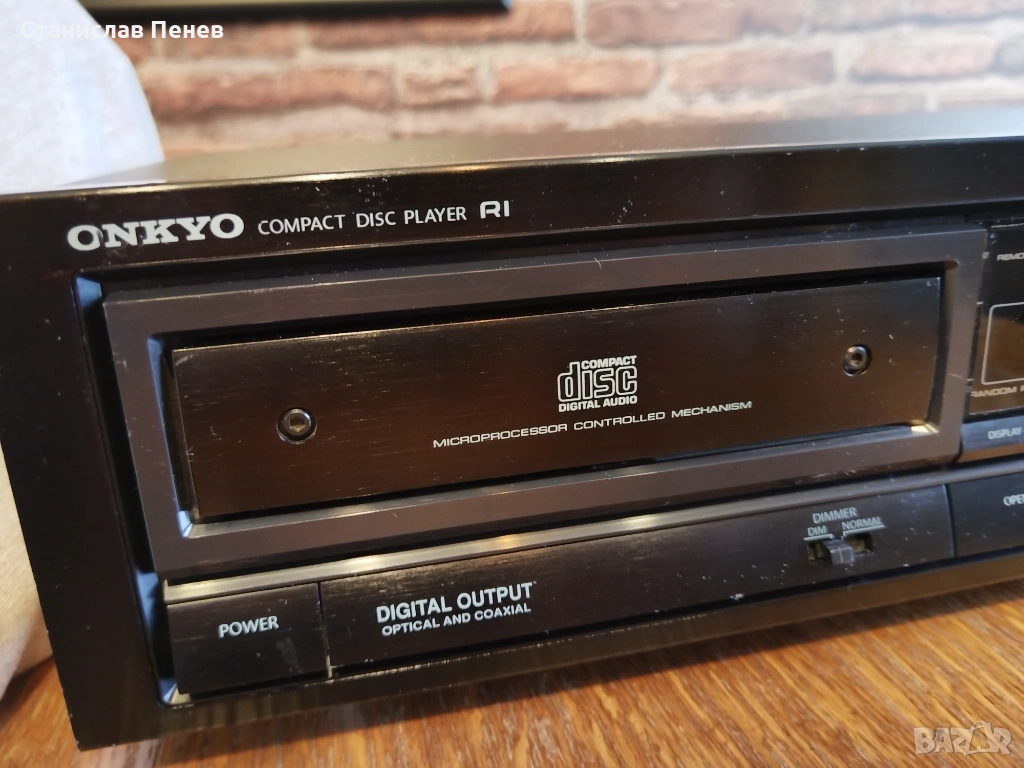 Станислав Пенев
ONKYO COMPACT DISC PLAYER RI
COMPACT
disc
DIGITAL AUDIO
MICROPROCESSOR CONTROLLED MECHANISM
DISPLAY
DIMMER
DIM NORMAL
POWER
DIGITAL OUTPUT
OPTICAL AND COAXIAL
BAZAR